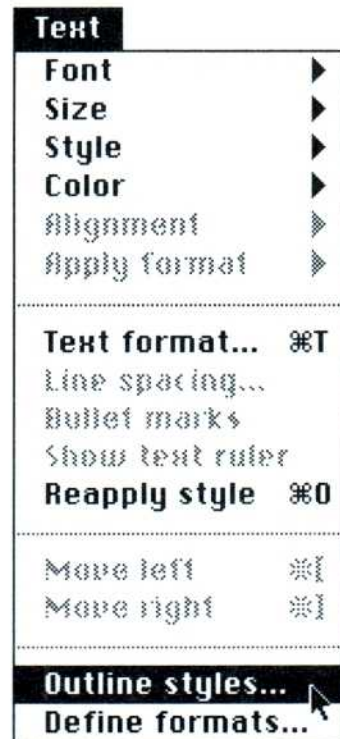 Text
Font
Size
Style
Color
Alignment
Apply format
Text format... ⌘T
Line spacing...
Bullet marks
Show text ruler
Reapply style ⌘O
Move left ⌘[
Move right ⌘]
Outline styles...
Define formats...